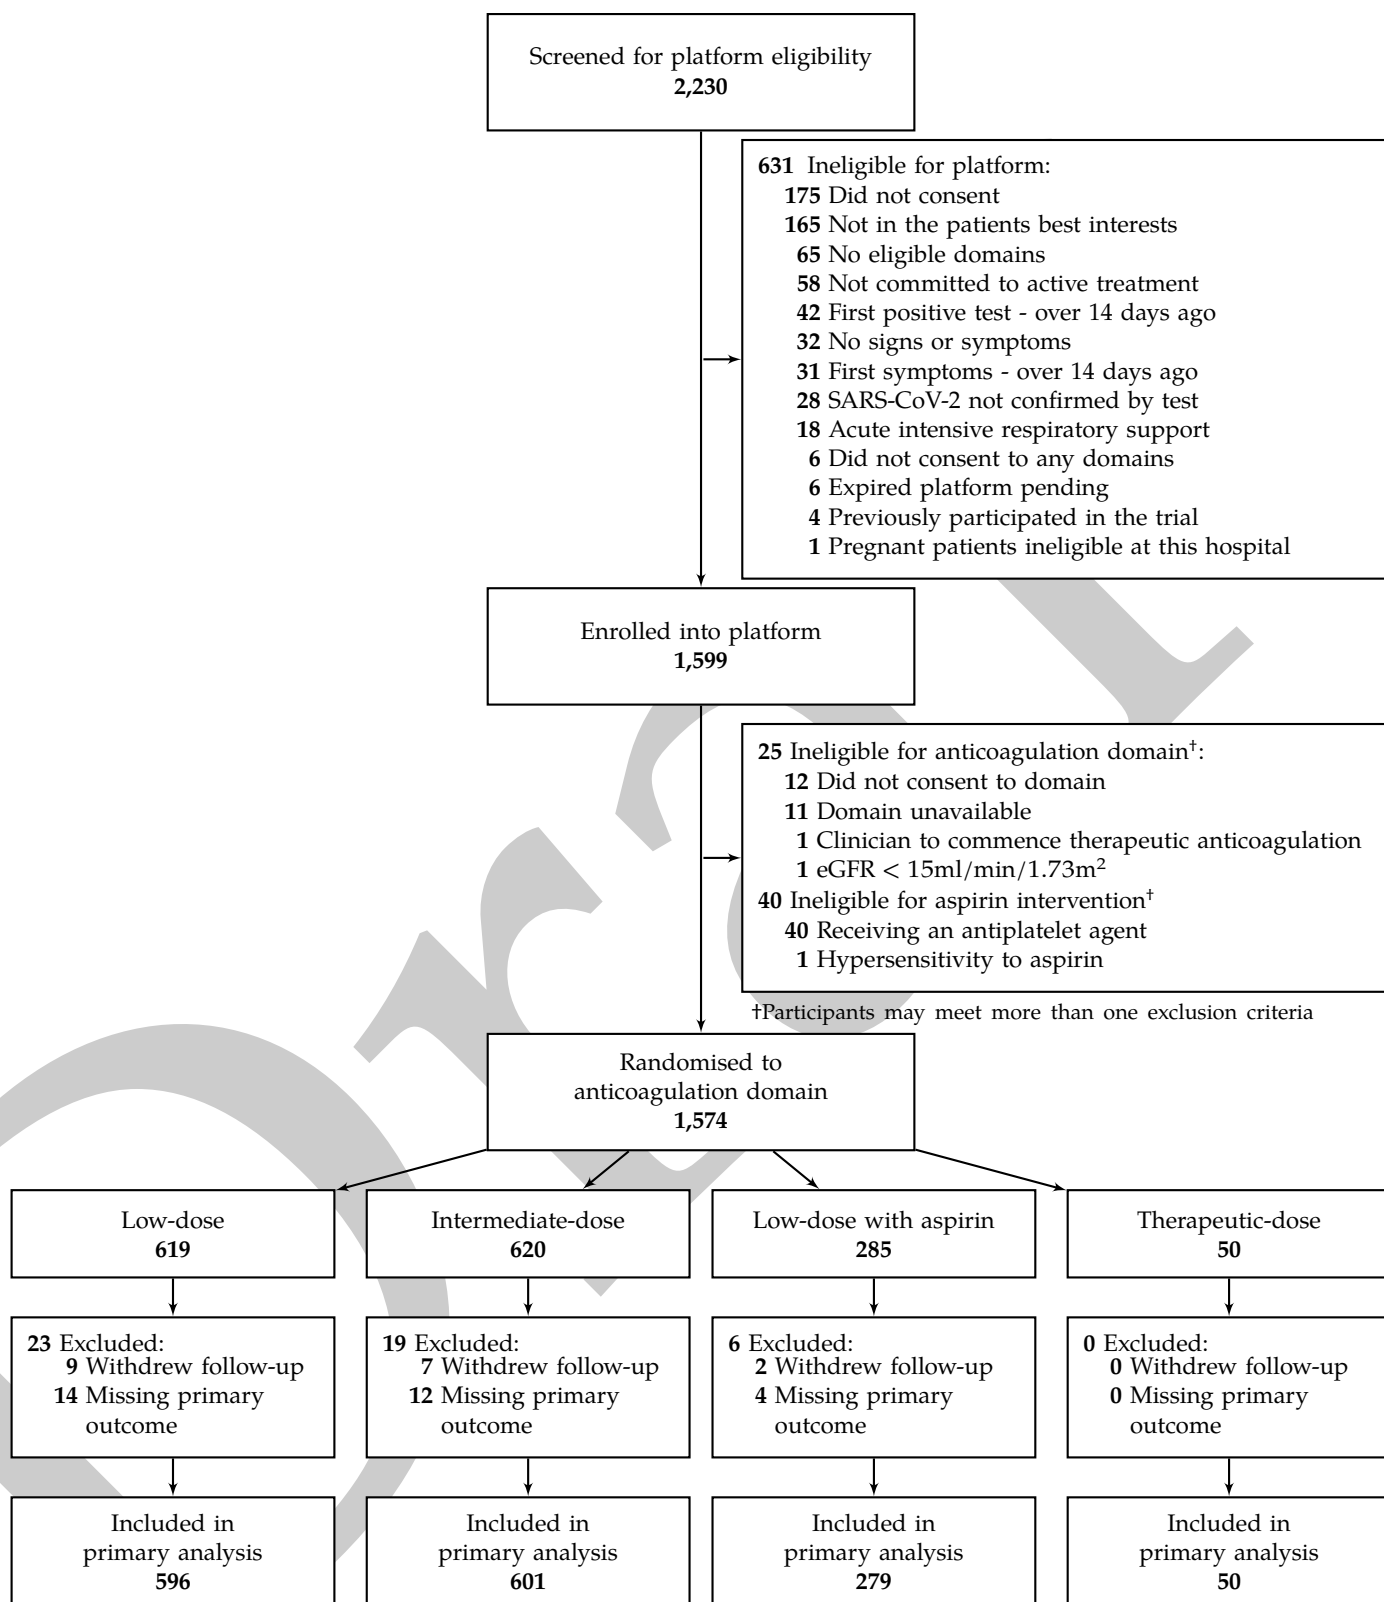 Screened for platform eligibility
2,230
631 Ineligible for platform:
175 Did not consent
165 Not in the patients best interests
65 No eligible domains
58 Not committed to active treatment
42 First positive test - over 14 days ago
32 No signs or symptoms
31 First symptoms - over 14 days ago
28 SARS-CoV-2 not confirmed by test
18 Acute intensive respiratory support
6 Did not consent to any domains
6 Expired platform pending
4 Previously participated in the trial
1 Pregnant patients ineligible at this hospital
Enrolled into platform
1,599
25 Ineligible for anticoagulation domain†:
12 Did not consent to domain
11 Domain unavailable
1 Clinician to commence therapeutic anticoagulation
1 eGFR < 15ml/min/1.73m²
40 Ineligible for aspirin intervention†
40 Receiving an antiplatelet agent
1 Hypersensitivity to aspirin
†Participants may meet more than one exclusion criteria
Randomised to
anticoagulation domain
1,574
Low-dose
619
Intermediate-dose
620
Low-dose with aspirin
285
Therapeutic-dose
50
23 Excluded:
9 Withdrew follow-up
14 Missing primary
outcome
19 Excluded:
7 Withdrew follow-up
12 Missing primary
outcome
6 Excluded:
2 Withdrew follow-up
4 Missing primary
outcome
0 Excluded:
0 Withdrew follow-up
0 Missing primary
outcome
Included in
primary analysis
596
Included in
primary analysis
601
Included in
primary analysis
279
Included in
primary analysis
50